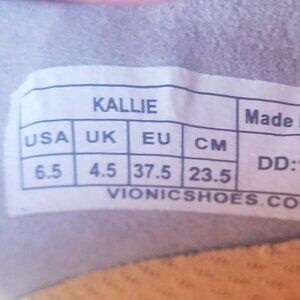 KALLIE
Made
USA UK EU CM
6.5 4.5 37.5 23.5
DD:
VIONICSHOES.CO